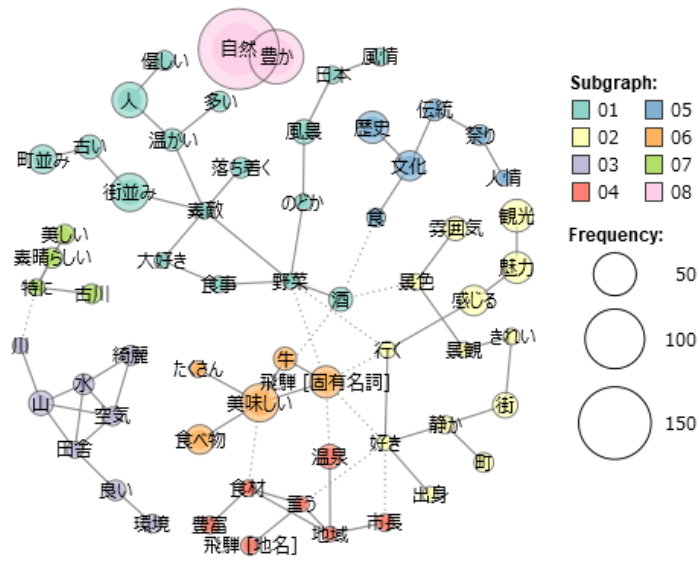 自然
豊か
優しい
風情
日本
人
多い
温かい
風景
古い
町並み
落ち着く
街並み
素敵
のどか
大好き
食事
野菜
酒
歴史
伝統
祭り
文化
人情
食
雰囲気
観光
魅力
景色
感じる
行く
景観
きれい
街
静か
町
好き
出身
美しい
素晴らしい
特に
古川
川
綺麗
水
山
空気
田舎
良い
環境
牛
たくさん
飛騨 [固有名詞]
美味しい
食べ物
温泉
食材
豊富
飛騨 [地名]
地域
市長
Subgraph:
01 05
02 06
03 07
04 08
Frequency:
50
100
150